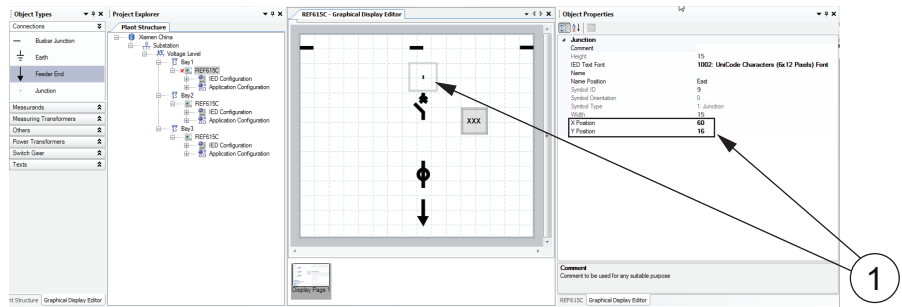 Object Types
Connections
Busbar Junction
Earth
Feeder End
Junction
Measurands
Measuring Transformers
Others
Power Transformers
Switch Gear
Texts
nt Structure
Graphical Display Editor
Project Explorer
Plant Structure
Xiamen China
Substation
Voltage Level
Bay1
REF615C
IED Configuration
Application Configuration
Bay2
REF615C
IED Configuration
Application Configuration
Bay3
REF615C
IED Configuration
Application Configuration
REF615C - Graphical Display Editor
XXX
Display Page 1
Object Properties
Junction
Comment
Height 15
IED Text Font 1002: UniCode Characters (6x12 Pixels) Font
Name
Name Position East
Symbol ID 9
Symbol Orientation 0
Symbol Type 1: Junction
Width 15
X Position 60
Y Position 16
Comment
Comment to be used for any suitable purpose
REF615C
Graphical Display Editor
1